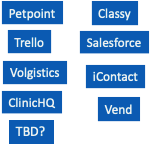 Petpoint
Classy
Trello
Salesforce
Volgistics
iContact
ClinicHQ
Vend
TBD?